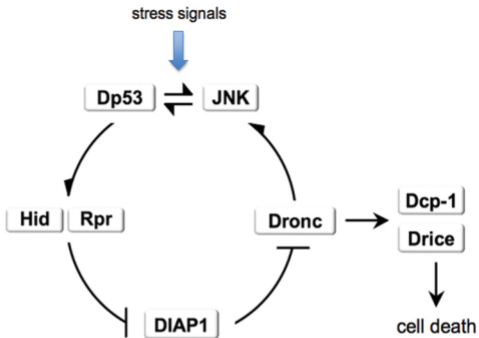 stress signals
Dp53
JNK
Hid
Rpr
Dronc
Dcp-1
Drice
DIAP1
cell death